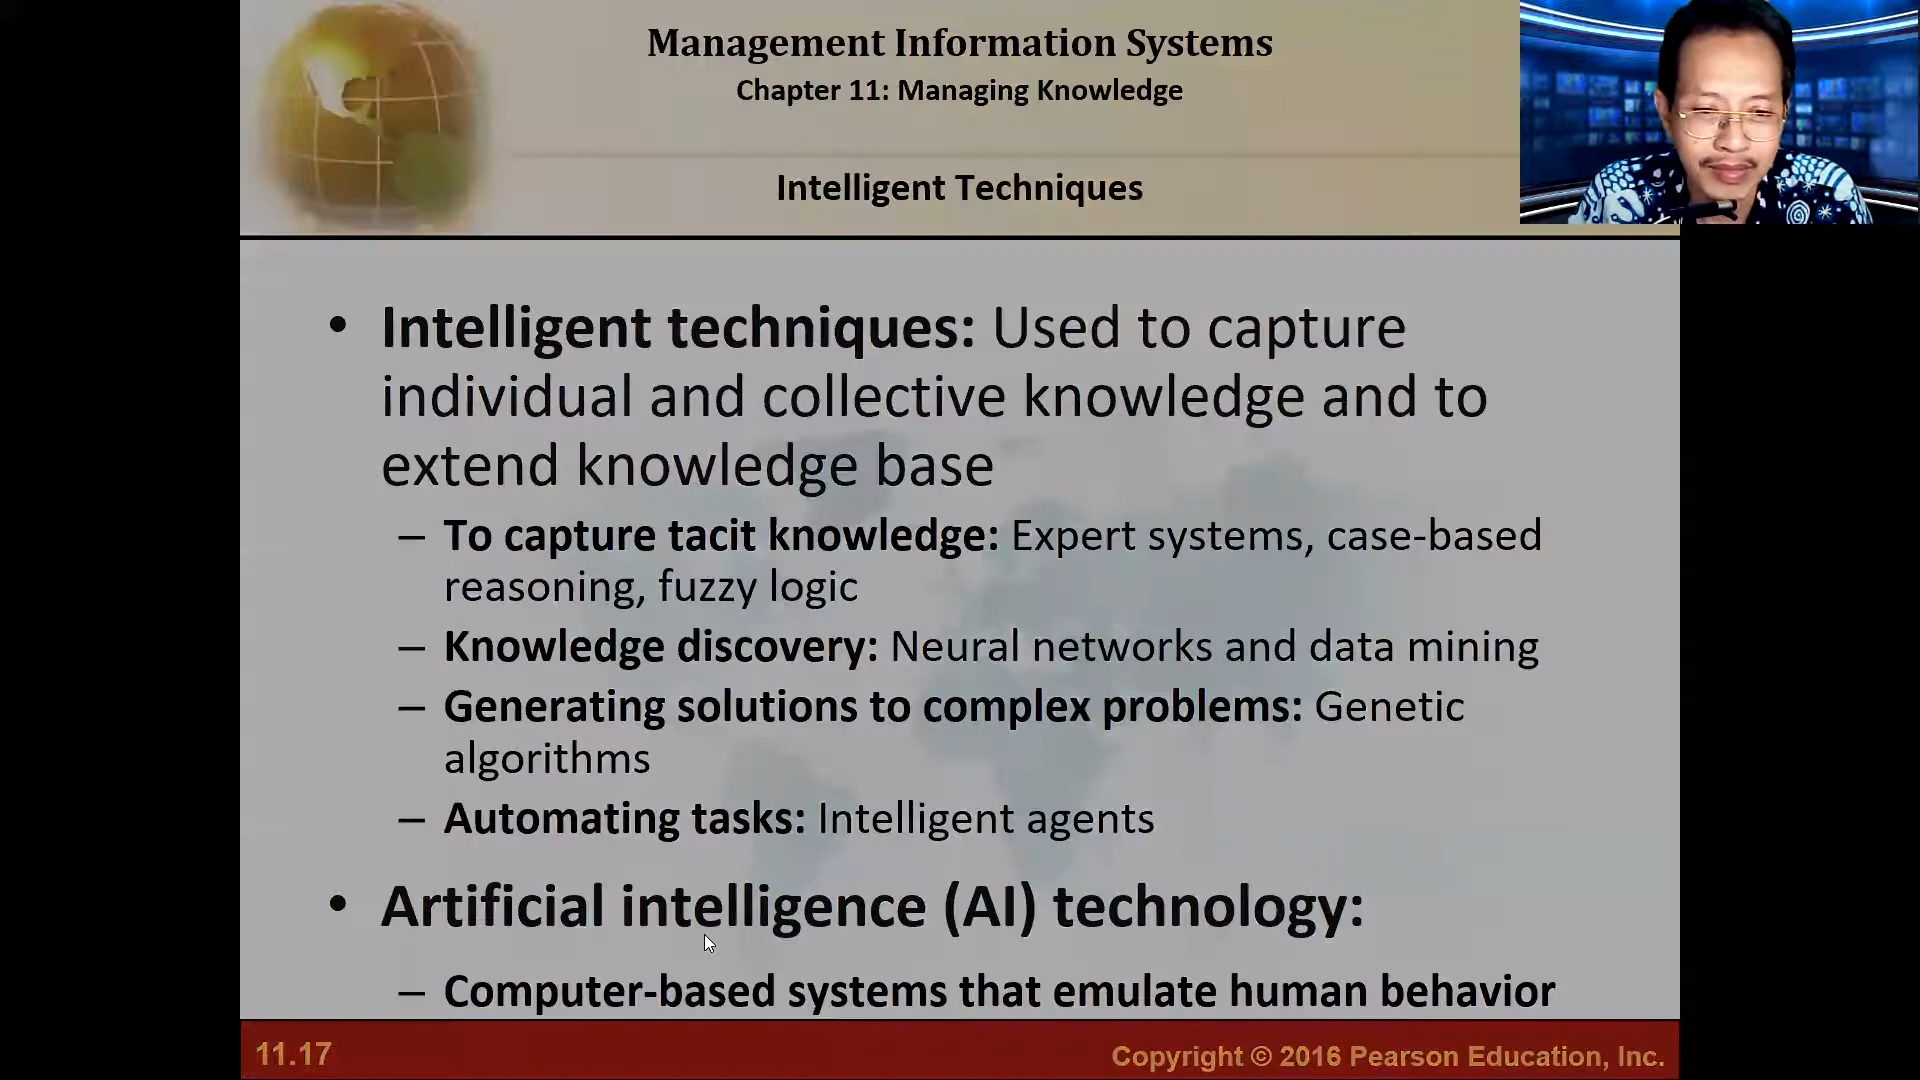 Management Information Systems
Chapter 11: Managing Knowledge
Intelligent Techniques
• Intelligent techniques: Used to capture
individual and collective knowledge and to
extend knowledge base
– To capture tacit knowledge: Expert systems, case-based
reasoning, fuzzy logic
– Knowledge discovery: Neural networks and data mining
– Generating solutions to complex problems: Genetic
algorithms
– Automating tasks: Intelligent agents
• Artificial intelligence (AI) technology:
– Computer-based systems that emulate human behavior
11.17
Copyright © 2016 Pearson Education, Inc.